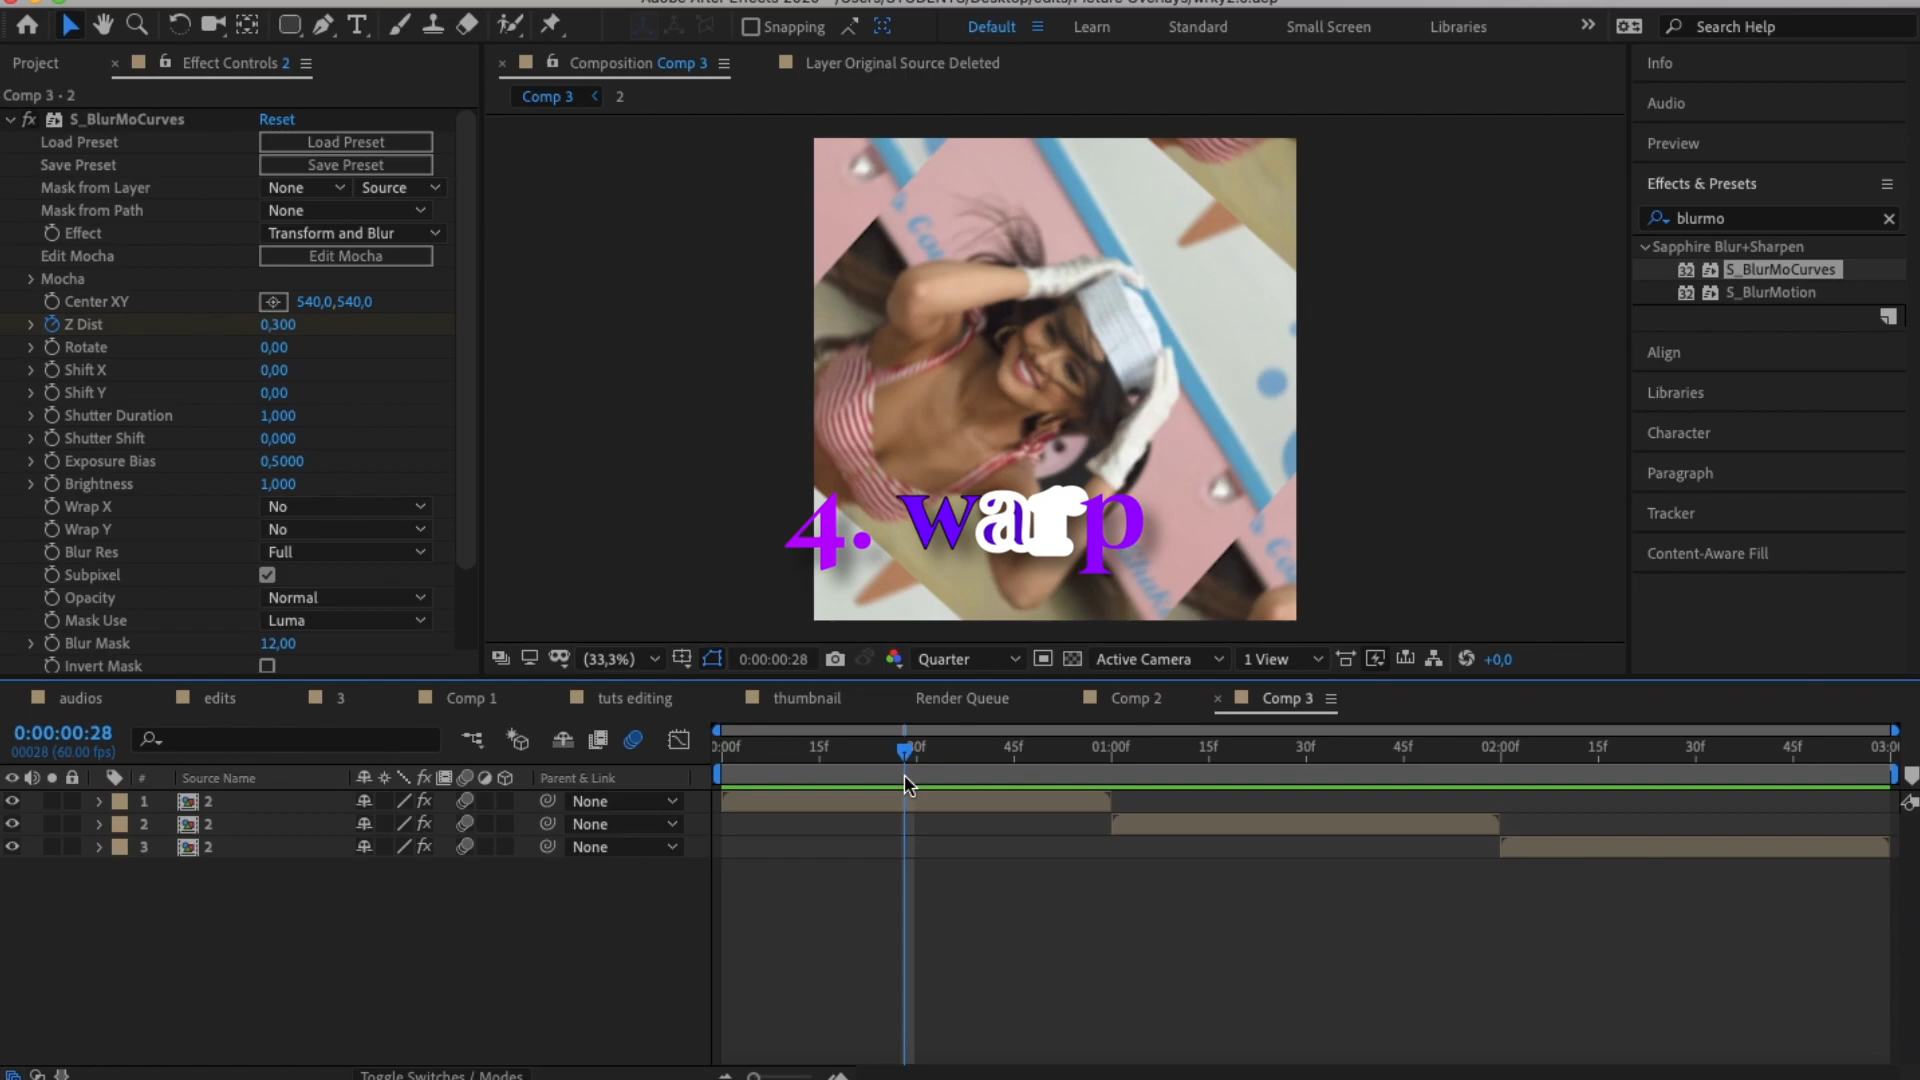 Snapping
Default
Learn
Standard
Small Screen
Libraries
Search Help
Project
Effect Controls 2
Composition Comp 3
Layer Original Source Deleted
Comp 3 - 2
Comp 3
2
S_BlurMoCurves
Reset
Load Preset
Load Preset
Save Preset
Save Preset
Mask from Layer
None
Source
Mask from Path
None
Effect
Transform and Blur
Edit Mocha
Edit Mocha
Mocha
Center XY
540,0,540,0
Z Dist
0,300
Rotate
0,00
Shift X
0,00
Shift Y
0,00
Shutter Duration
1,000
Shutter Shift
0,000
Exposure Bias
0,5000
Brightness
1,000
Wrap X
No
Wrap Y
No
Blur Res
Full
Subpixel
Opacity
Normal
Mask Use
Luma
Blur Mask
12,00
Invert Mask
4. warp
(33,3%)
0:00:00:28
Quarter
Active Camera
1 View
+0,0
Info
Audio
Preview
Effects & Presets
blurmo
Sapphire Blur+Sharpen
32
S_BlurMoCurves
32
S_BlurMotion
Align
Libraries
Character
Paragraph
Tracker
Content-Aware Fill
audios
edits
3
Comp 1
tuts editing
thumbnail
Render Queue
Comp 2
Comp 3
0:00:00:28
00028 (60.00 fps)
15f
45f
01:00f
15f
30f
45f
02:00f
15f
30f
45f
#
Source Name
fx
Parent & Link
1
2
fx
None
2
2
fx
None
3
2
fx
None
Toggle Switches / Modes